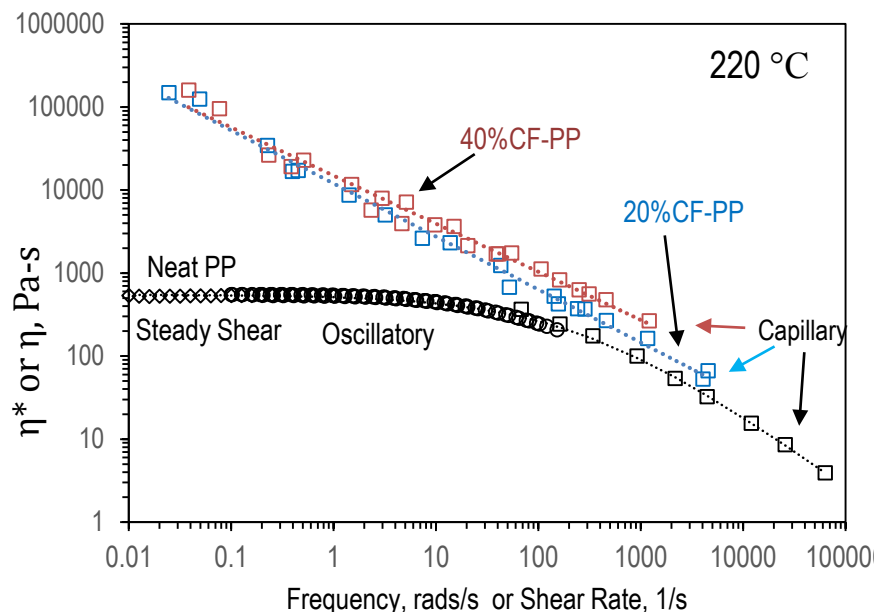 1000000
100000
10000
1000
100
10
1
η* or η, Pa-s
220 °C
40%CF-PP
20%CF-PP
Neat PP
Steady Shear
Oscillatory
Capillary
0.01
0.1
1
10
100
1000
10000
100000
Frequency, rads/s or Shear Rate, 1/s